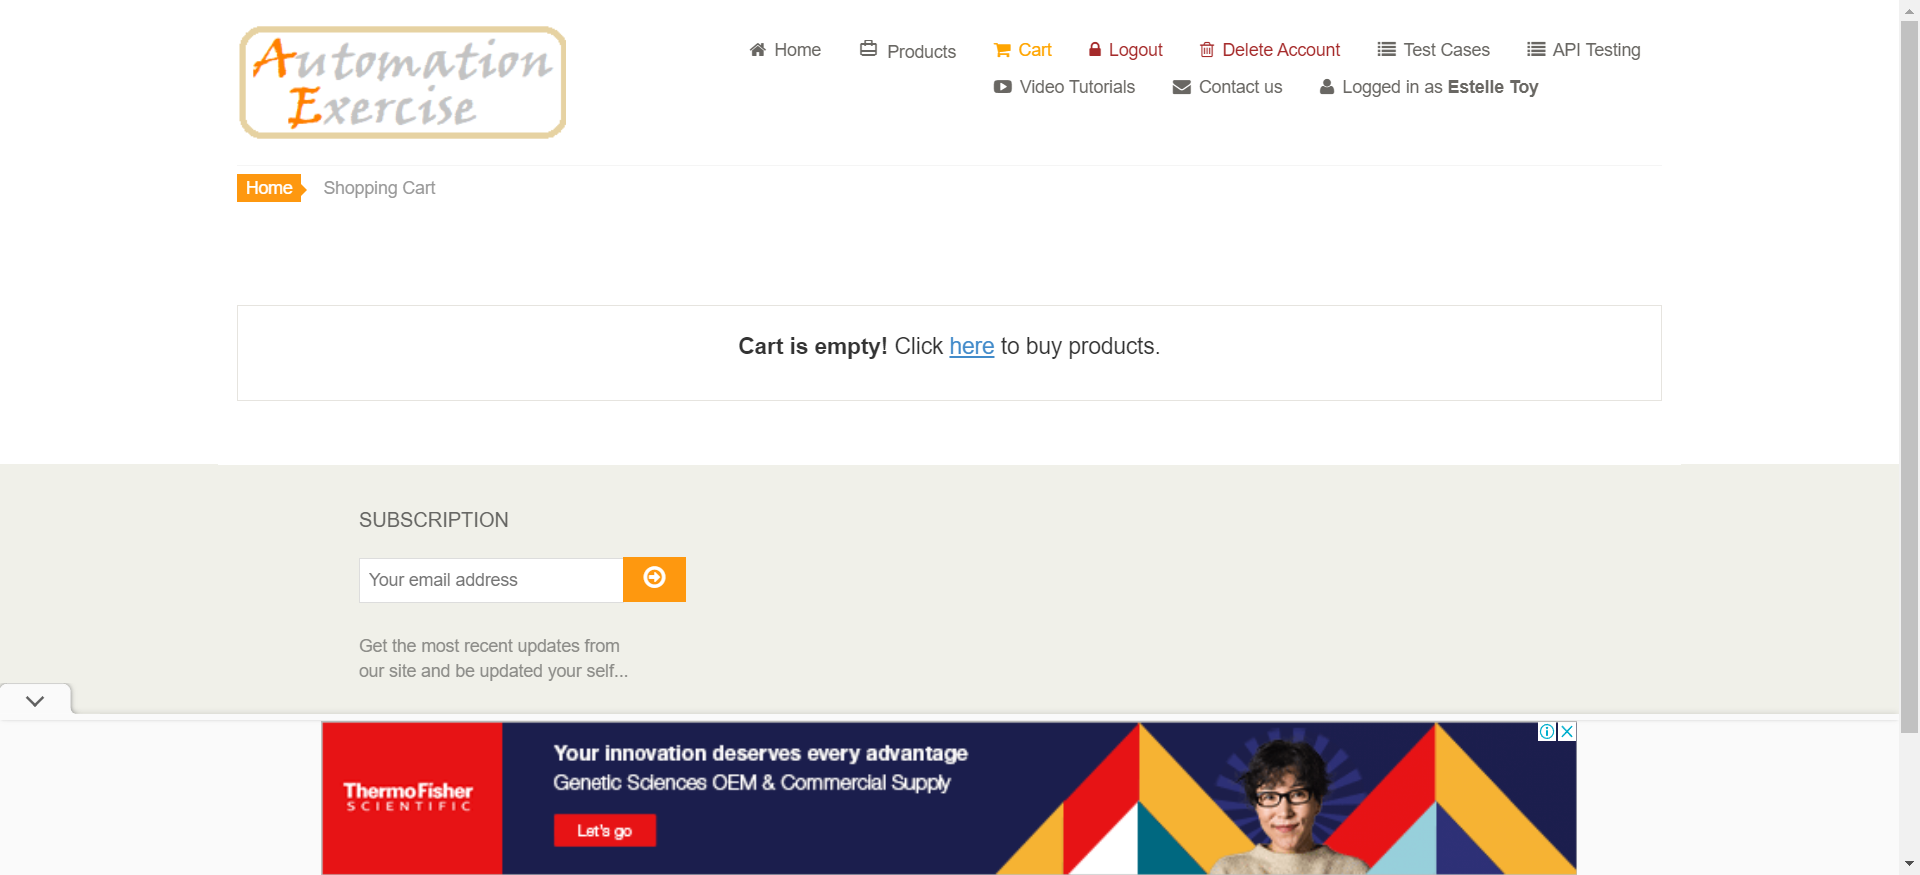 Automation
Exercise
Home
Products
Cart
Logout
Delete Account
Test Cases
API Testing
Video Tutorials
Contact us
Logged in as Estelle Toy
Home
Shopping Cart
Cart is empty! Click here to buy products.
SUBSCRIPTION
Your email address
Get the most recent updates from
our site and be updated your self...
ThermoFisher
SCIENTIFIC
Your innovation deserves every advantage
Genetic Sciences OEM & Commercial Supply
Let's go